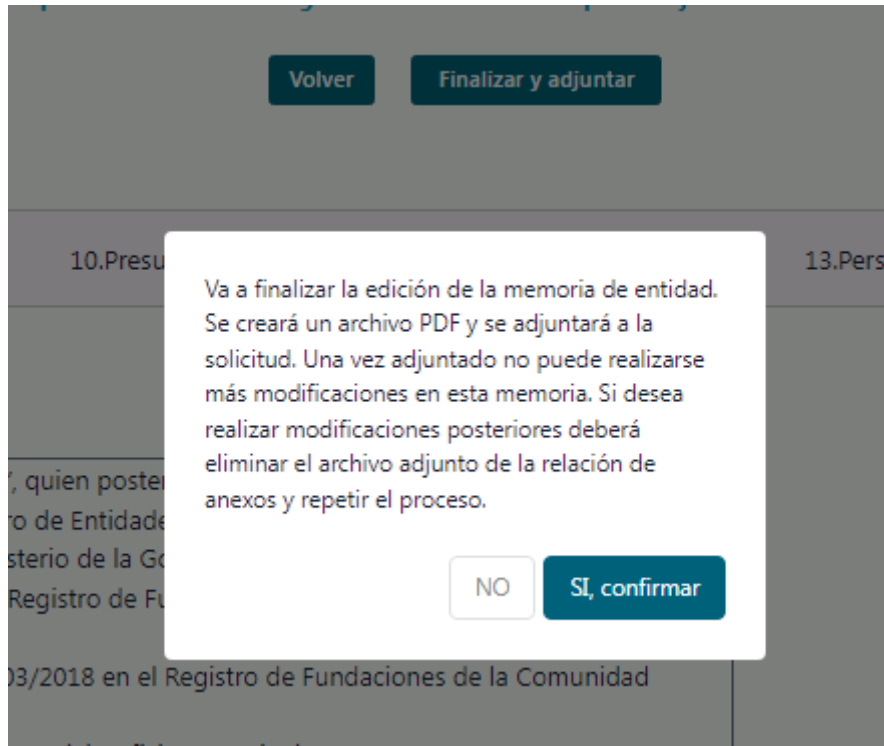 Volver
Finalizar y adjuntar
10.Presu
13.Pers
Va a finalizar la edición de la memoria de entidad.
Se creará un archivo PDF y se adjuntará a la
solicitud. Una vez adjuntado no puede realizarse
más modificaciones en esta memoria. Si desea
realizar modificaciones posteriores deberá
eliminar el archivo adjunto de la relación de
anexos y repetir el proceso.
NO
SI, confirmar
, quien poste
ro de Entidade
sterio de la Go
Registro de Fu
03/2018 en el Registro de Fundaciones de la Comunidad